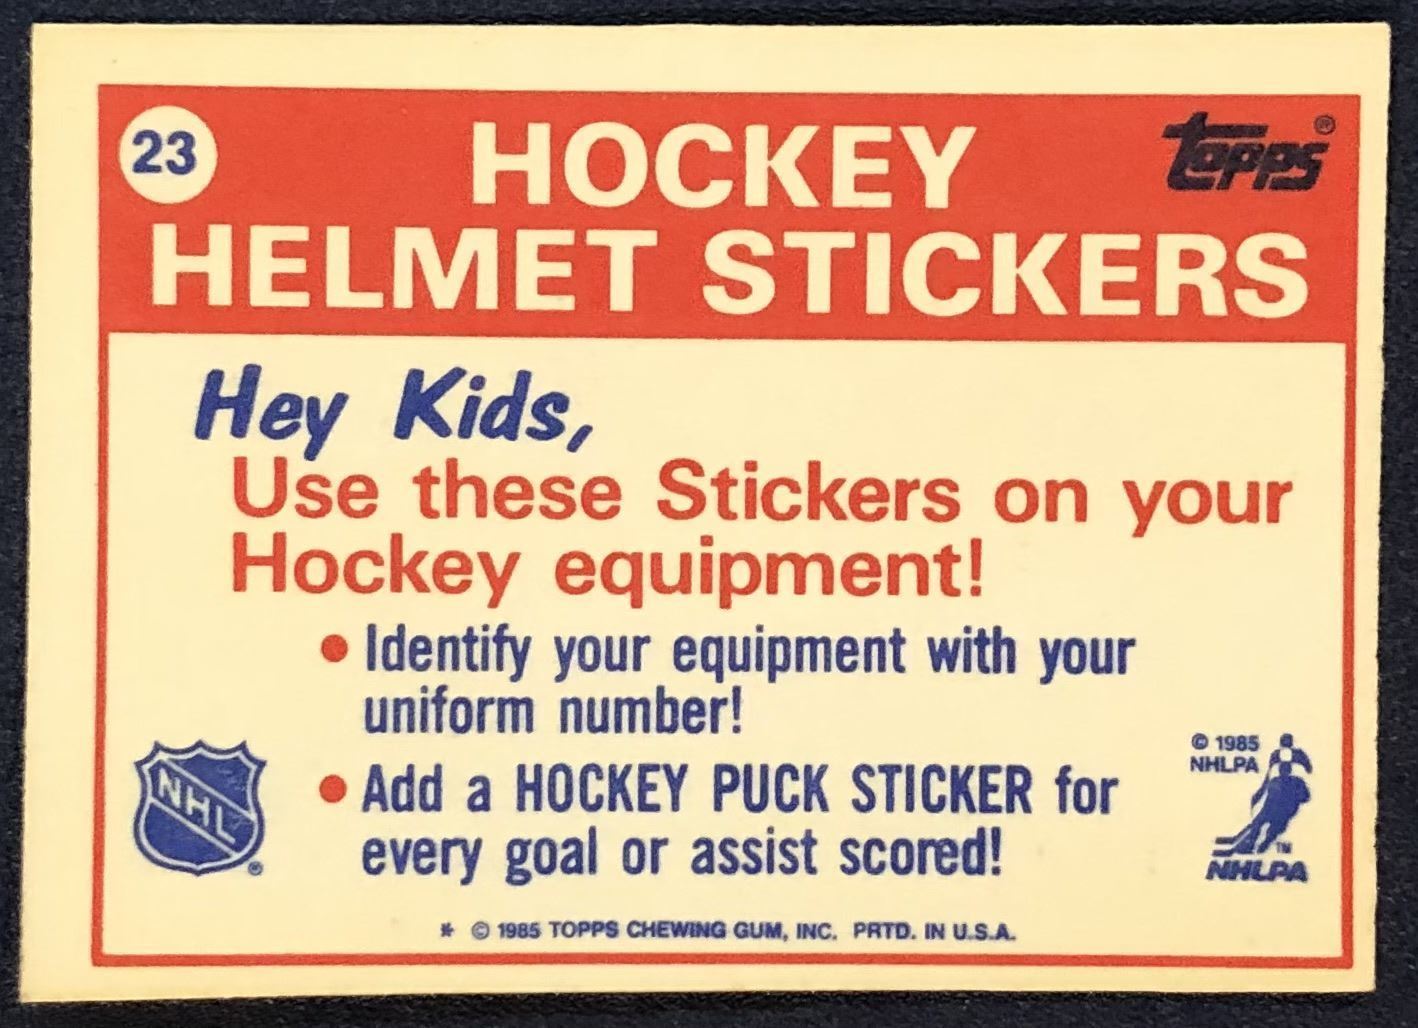 23
HOCKEY
topps ®
HELMET STICKERS
Hey Kids,
Use these Stickers on your
Hockey equipment!
• Identify your equipment with your
uniform number!
• Add a HOCKEY PUCK STICKER for
every goal or assist scored!
NHL ®
© 1985
NHLPA
TM
NHLPA
* © 1985 TOPPS CHEWING GUM, INC. PRTD. IN U.S.A.